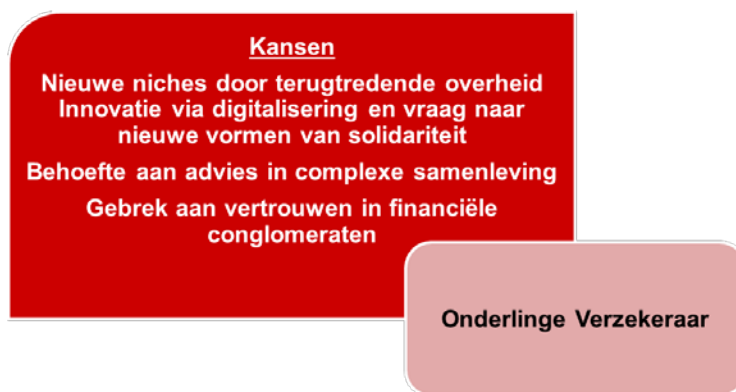 Kansen
Nieuwe niches door terugtredende overheid
Innovatie via digitalisering en vraag naar
nieuwe vormen van solidariteit
Behoefte aan advies in complexe samenleving
Gebrek aan vertrouwen in financiële
conglomeraten
Onderlinge Verzekeraar